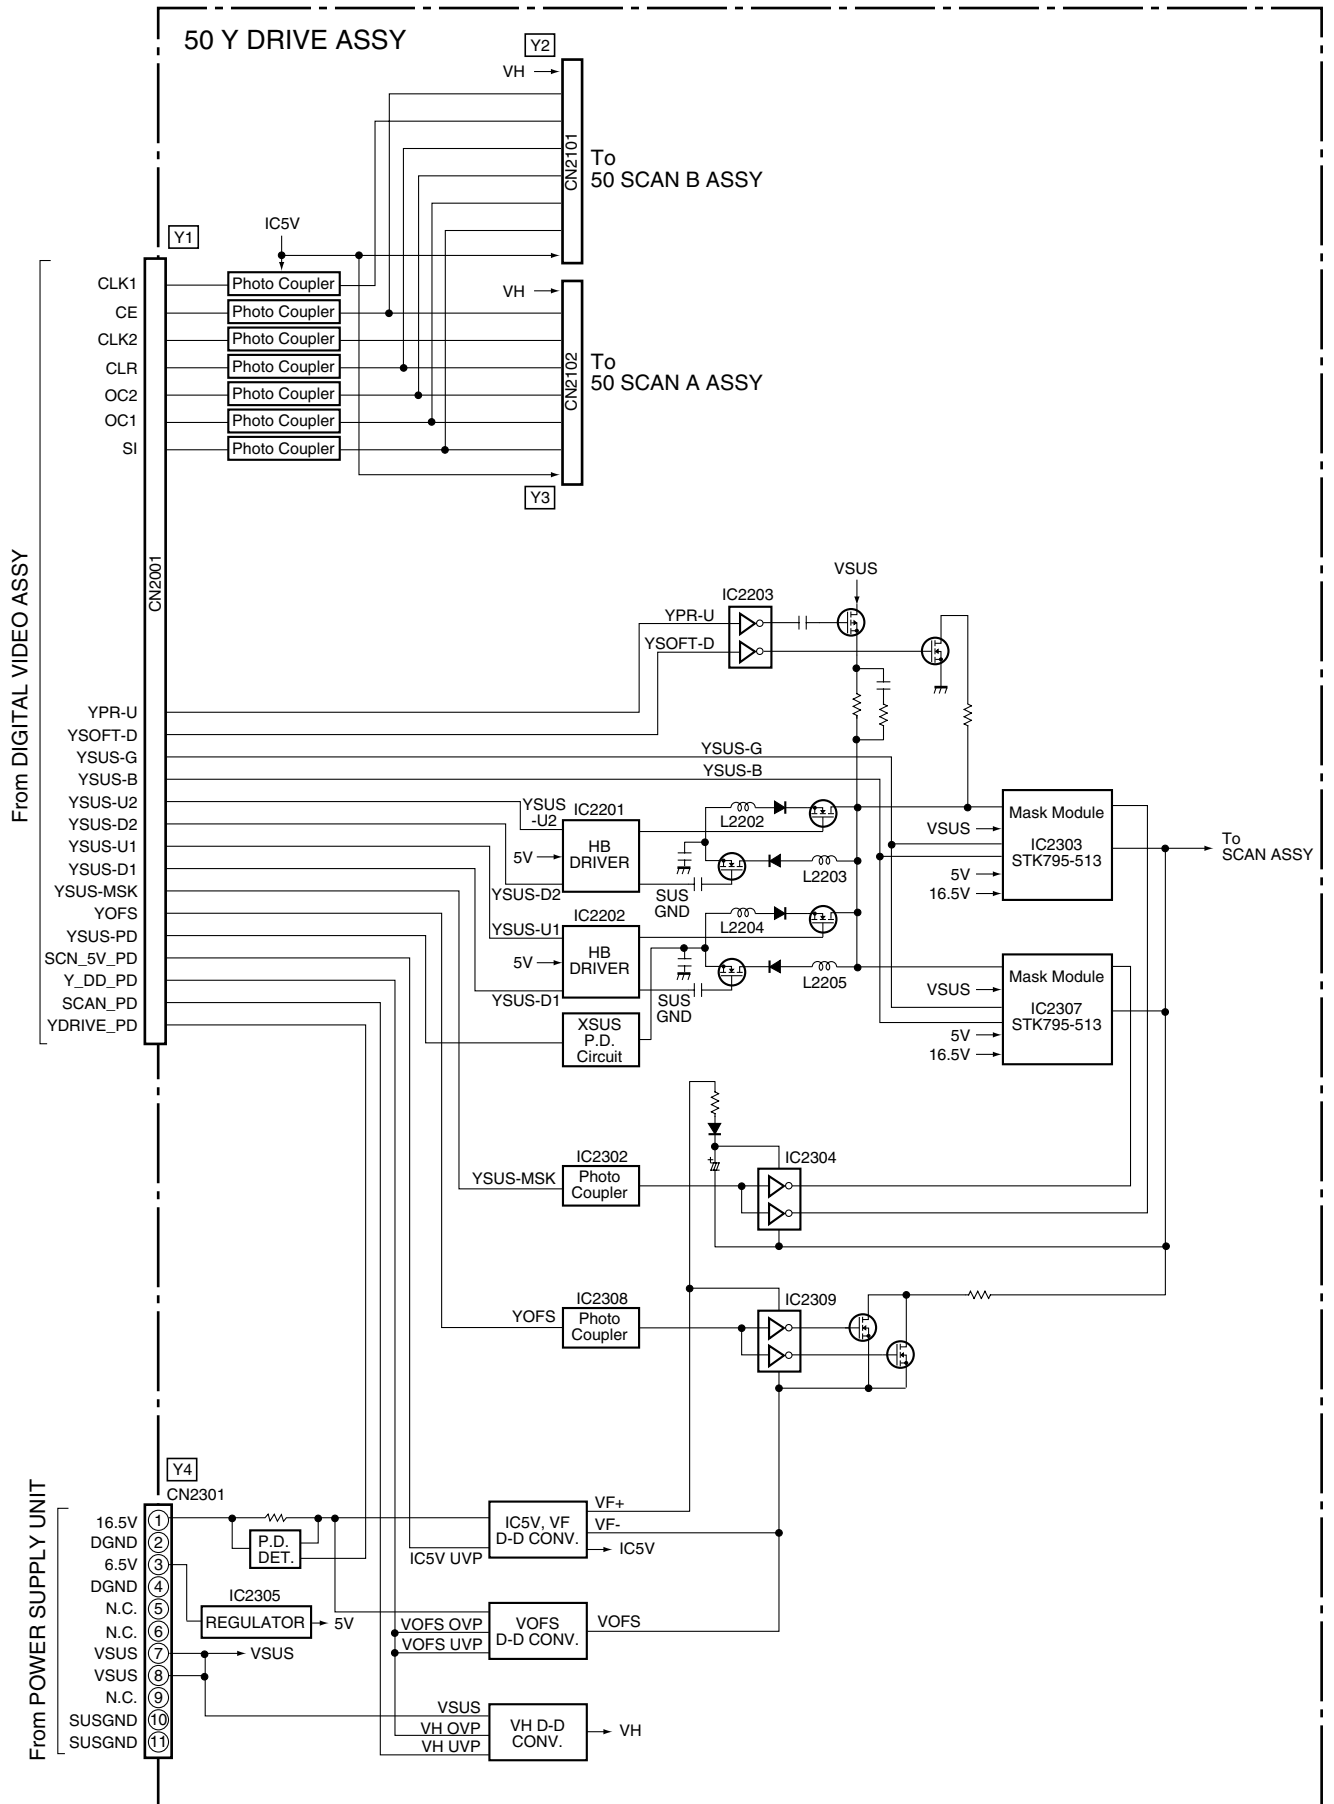 50 Y DRIVE ASSY
Y2
VH
CN2101
To
50 SCAN B ASSY
IC5V
Y1
CLK1
CE
CLK2
CLR
OC2
OC1
SI
Photo Coupler
Photo Coupler
Photo Coupler
Photo Coupler
Photo Coupler
Photo Coupler
Photo Coupler
VH
CN2102
To
50 SCAN A ASSY
Y3
From DIGITAL VIDEO ASSY
CN2001
VSUS
IC2203
YPR-U
YSOFT-D
YPR-U
YSOFT-D
YSUS-G
YSUS-B
YSUS-U2
YSUS-D2
YSUS-U1
YSUS-D1
YSUS-MSK
YOFS
YSUS-PD
SCN_5V_PD
Y_DD_PD
SCAN_PD
YDRIVE_PD
YSUS-G
YSUS-B
YSUS
-U2
IC2201
HB
DRIVER
5V
YSUS-D2
L2202
L2203
SUS
GND
IC2202
YSUS-U1
HB
DRIVER
5V
YSUS-D1
L2204
L2205
SUS
GND
XSUS
P.D.
Circuit
Mask Module
VSUS
IC2303
STK795-513
5V
16.5V
To
SCAN ASSY
Mask Module
VSUS
IC2307
STK795-513
5V
16.5V
YSUS-MSK
IC2302
Photo
Coupler
+
IC2304
YOFS
IC2308
Photo
Coupler
IC2309
From POWER SUPPLY UNIT
Y4
CN2301
16.5V 1
DGND 2
6.5V 3
DGND 4
N.C. 5
N.C. 6
VSUS 7
VSUS 8
N.C. 9
SUSGND 10
SUSGND 11
P.D.
DET.
IC2305
REGULATOR
5V
VSUS
IC5V UVP
IC5V, VF
D-D CONV.
VF+
VF-
IC5V
VOFS OVP
VOFS UVP
VOFS
D-D CONV.
VOFS
VSUS
VH OVP
VH UVP
VH D-D
CONV.
VH